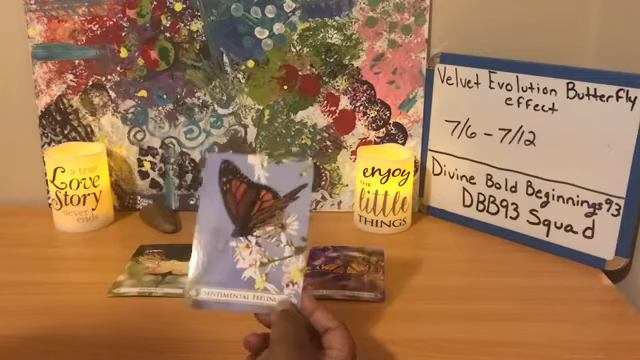 a true
Love
Story
never
ends
SENTIMENTAL FEELINGS
enjoy
THE
little
THINGS
Velvet Evolution Butterfly
effect
7/6 - 7/12
Divine Bold Beginnings93
DBB93 Squad